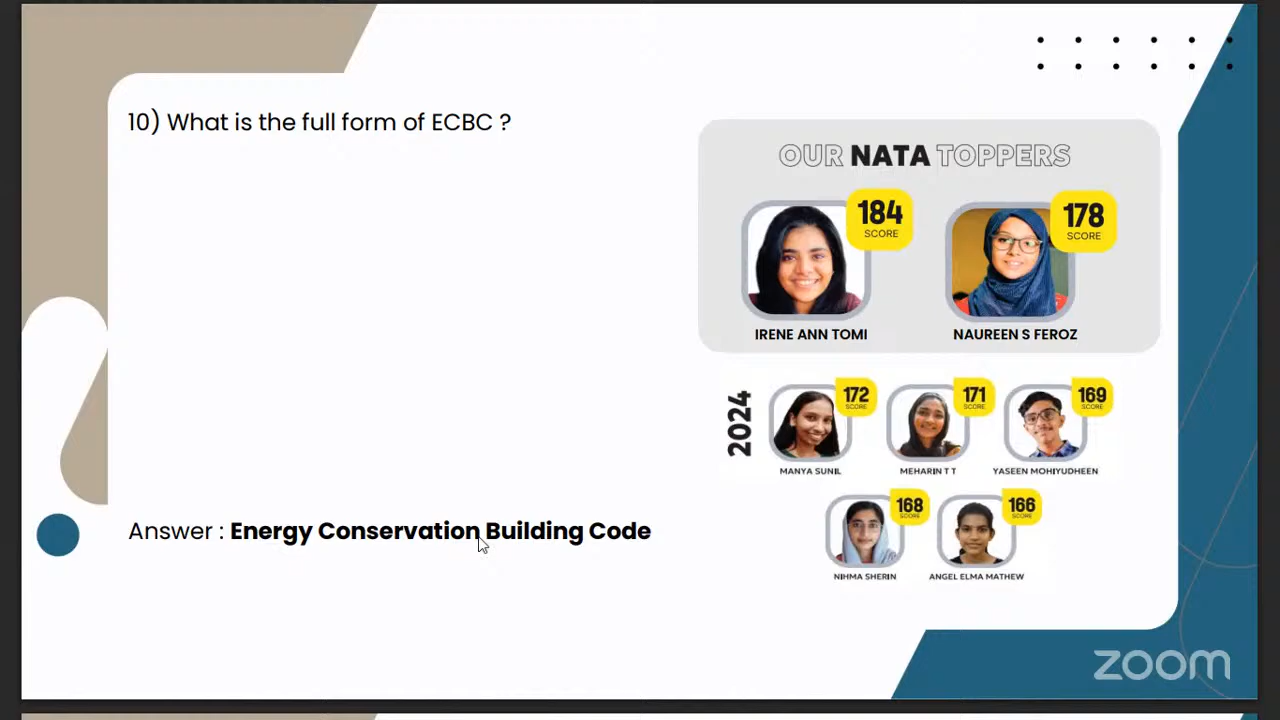 10) What is the full form of ECBC ?
Answer : Energy Conservation Building Code
OUR NATA TOPPERS
184
SCORE
178
SCORE
IRENE ANN TOMI
NAUREEN S FEROZ
2024
172
SCORE
171
SCORE
169
SCORE
MANYA SUNIL
MEHARIN T T
YASEEN MOHIYUDHEEN
168
SCORE
166
SCORE
NIHMA SHERIN
ANGEL ELMA MATHEW
zoom